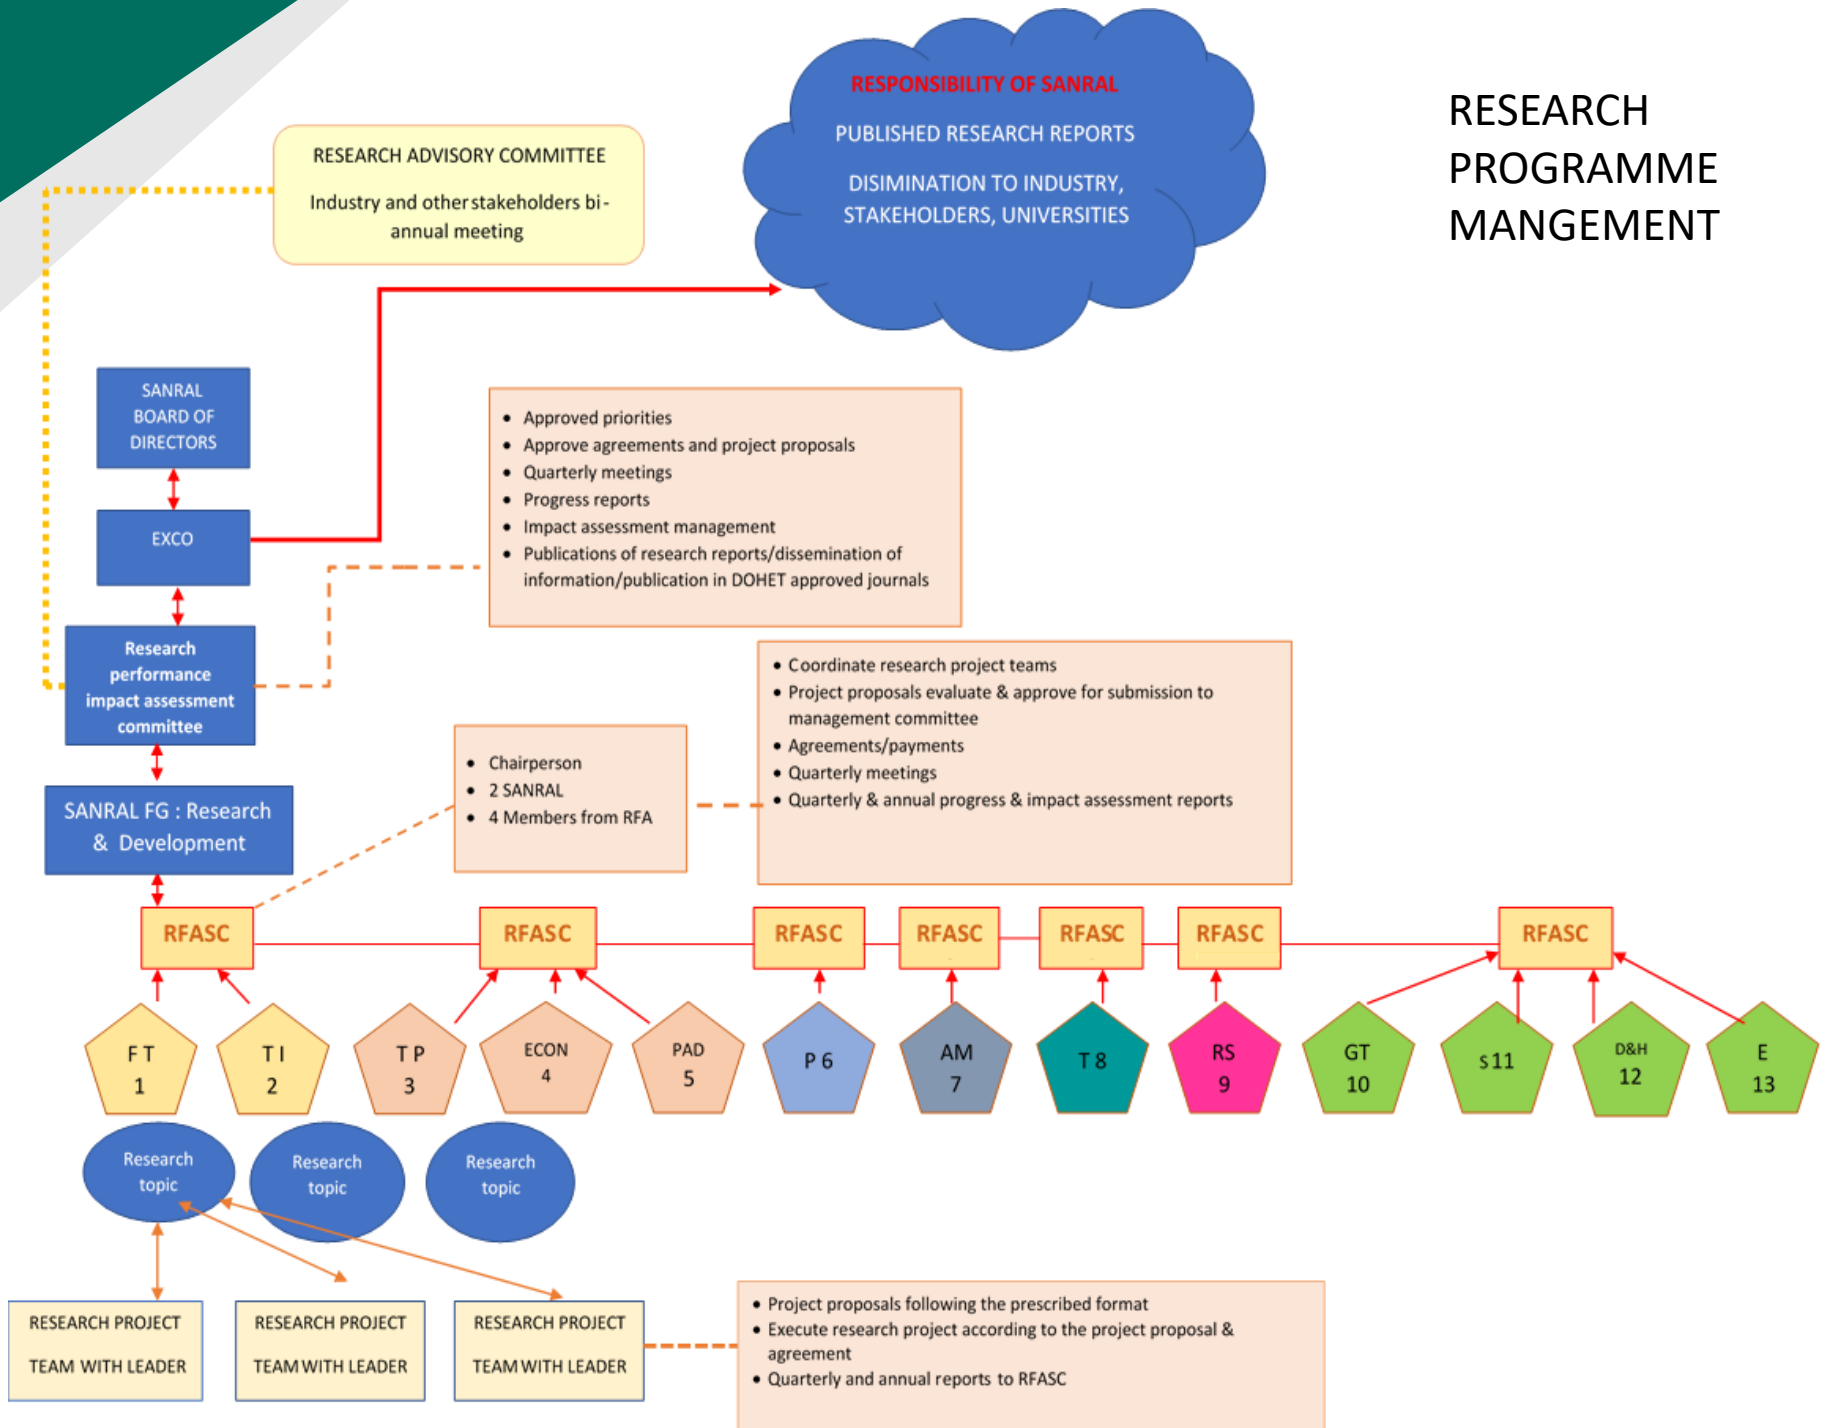 RESEARCH
PROGRAMME
MANGEMENT
RESPONSIBILITY OF SANRAL
PUBLISHED RESEARCH REPORTS
DISIMINATION TO INDUSTRY,
STAKEHOLDERS, UNIVERSITIES
RESEARCH ADVISORY COMMITTEE
Industry and other stakeholders bi-
annual meeting
SANRAL
BOARD OF
DIRECTORS
EXCO
• Approved priorities
• Approve agreements and project proposals
• Quarterly meetings
• Progress reports
• Impact assessment management
• Publications of research reports/dissemination of
information/publication in DOHET approved journals
Research
performance
impact assessment
committee
• Coordinate research project teams
• Project proposals evaluate & approve for submission to
management committee
• Agreements/payments
• Quarterly meetings
• Quarterly & annual progress & impact assessment reports
• Chairperson
• 2 SANRAL
• 4 Members from RFA
SANRAL FG : Research
& Development
RFASC
RFASC
RFASC
RFASC
RFASC
RFASC
RFASC
F T
1
T I
2
T P
3
ECON
4
PAD
5
P 6
AM
7
T 8
RS
9
GT
10
S 11
D&H
12
E
13
Research
topic
Research
topic
Research
topic
RESEARCH PROJECT
TEAM WITH LEADER
RESEARCH PROJECT
TEAM WITH LEADER
RESEARCH PROJECT
TEAM WITH LEADER
• Project proposals following the prescribed format
• Execute research project according to the project proposal &
agreement
• Quarterly and annual reports to RFASC